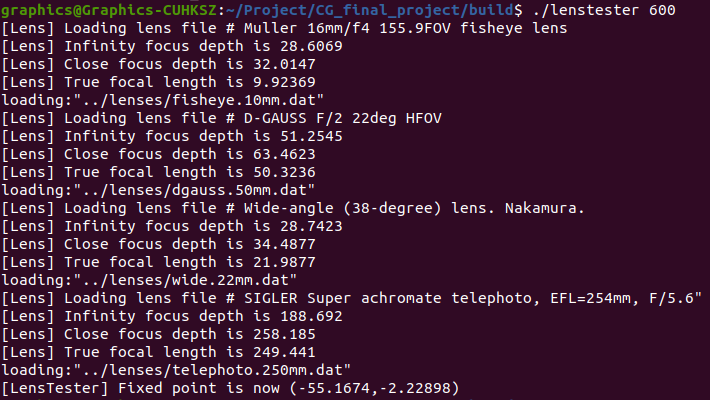 graphics@Graphics-CUHKSZ:~/Project/CG_final_project/build$ ./lenstester 600
[Lens] Loading lens file # Muller 16mm/f4 155.9FOV fisheye lens
[Lens] Infinity focus depth is 28.6069
[Lens] Close focus depth is 32.0147
[Lens] True focal length is 9.92369
loading:"../lenses/fisheye.10mm.dat"
[Lens] Loading lens file # D-GAUSS F/2 22deg HFOV
[Lens] Infinity focus depth is 51.2545
[Lens] Close focus depth is 63.4623
[Lens] True focal length is 50.3236
loading:"../lenses/dgauss.50mm.dat"
[Lens] Loading lens file # Wide-angle (38-degree) lens. Nakamura.
[Lens] Infinity focus depth is 28.7423
[Lens] Close focus depth is 34.4877
[Lens] True focal length is 21.9877
loading:"../lenses/wide.22mm.dat"
[Lens] Loading lens file # SIGLER Super achromate telephoto, EFL=254mm, F/5.6"
[Lens] Infinity focus depth is 188.692
[Lens] Close focus depth is 258.185
[Lens] True focal length is 249.441
loading:"../lenses/telephoto.250mm.dat"
[LensTester] Fixed point is now (-55.1674,-2.22898)